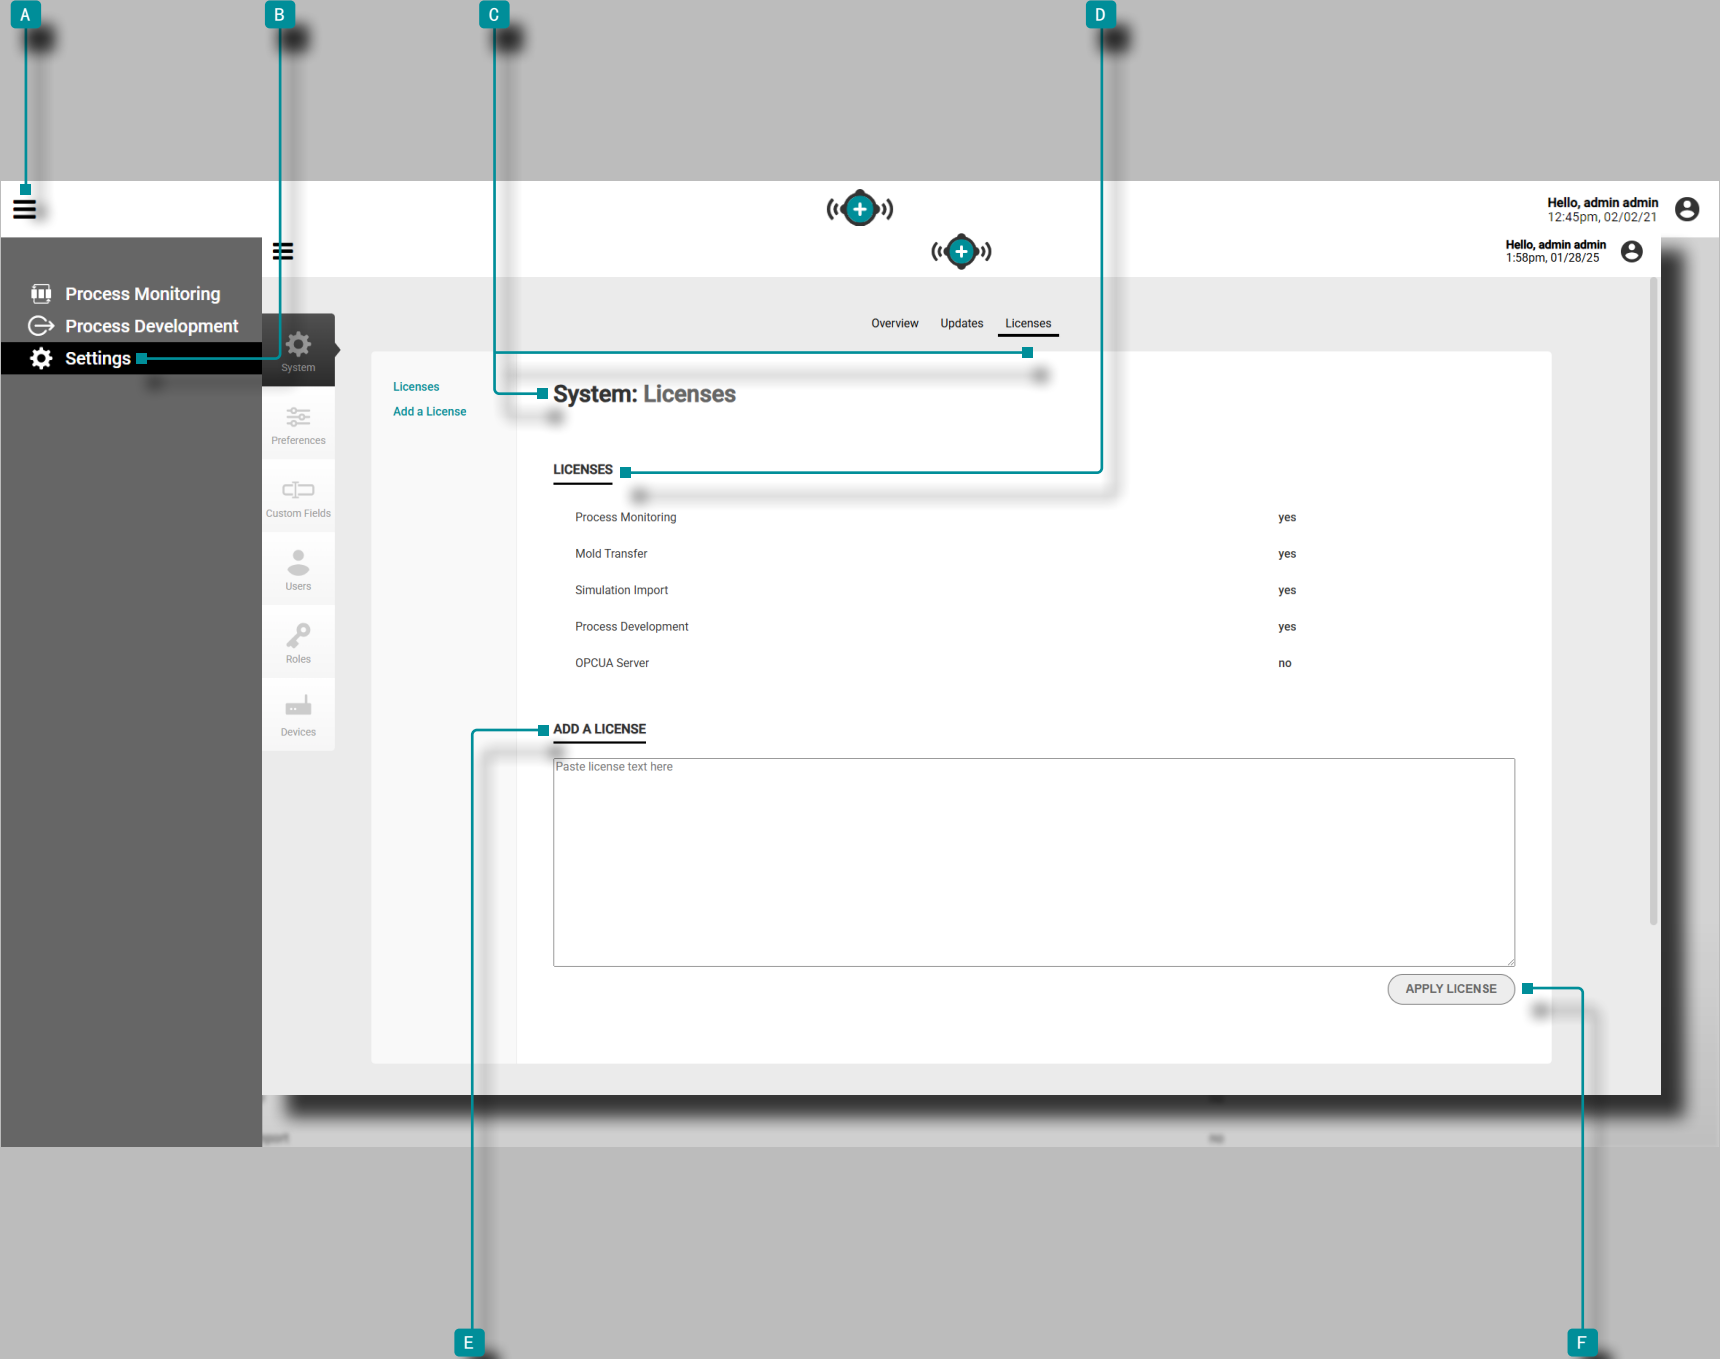 A
B
C
D
Hello, admin admin
12:45pm, 02/02/21
Hello, admin admin
1:58pm, 01/28/25
Process Monitoring
Process Development
Settings
System
Preferences
Custom Fields
Users
Roles
Devices
Overview Updates Licenses
Licenses
Add a License
System: Licenses
LICENSES
Process Monitoring yes
Mold Transfer yes
Simulation Import yes
Process Development yes
OPCUA Server no
ADD A LICENSE
Paste license text here
APPLY LICENSE
E
F